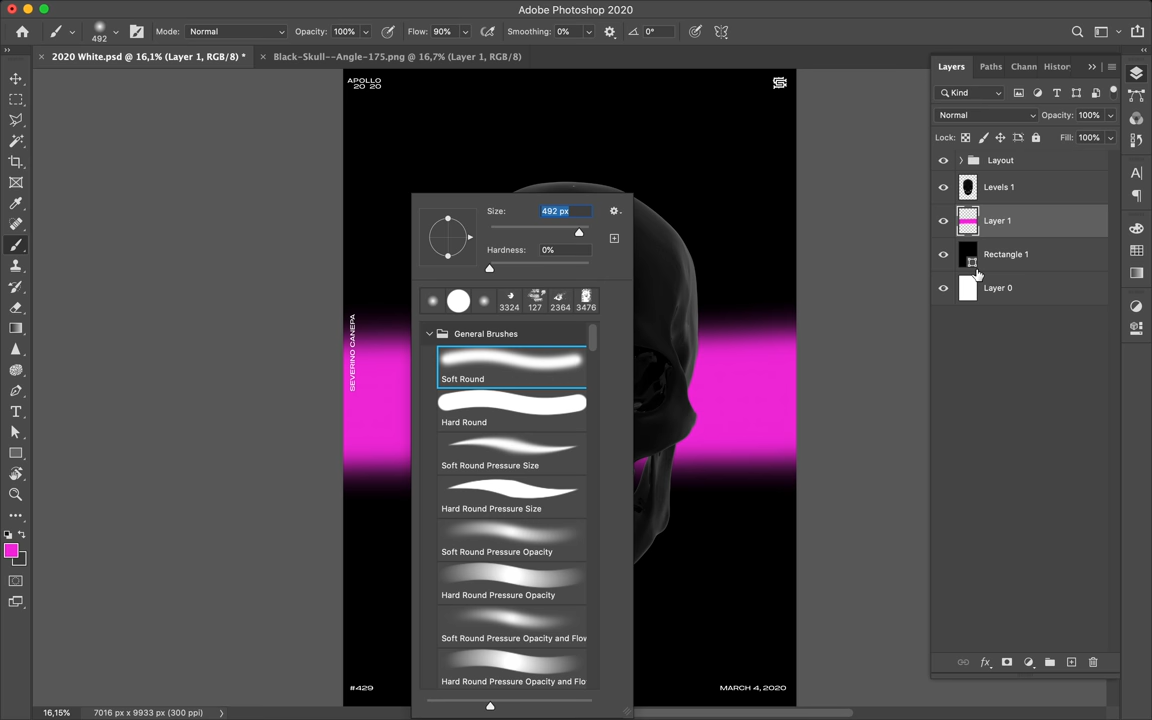 Adobe Photoshop 2020
492
Mode: Normal
Opacity: 100%
Flow: 90%
Smoothing: 0%
0°
2020 White.psd @ 16,1% (Layer 1, RGB/8) *
Black-Skull--Angle-175.png @ 16,7% (Layer 1, RGB/8)
APOLLO
20 20
Size: 492 px
Hardness: 0%
3324
127
2364
3476
General Brushes
Soft Round
Hard Round
Soft Round Pressure Size
Hard Round Pressure Size
Soft Round Pressure Opacity
Hard Round Pressure Opacity
Soft Round Pressure Opacity and Flow
Hard Round Pressure Opacity and Flo
SEVERINO CANEPA
#429
MARCH 4, 2020
Layers
Paths
Chann
Histor
Kind
Normal
Opacity: 100%
Lock:
Fill: 100%
Layout
Levels 1
Layer 1
Rectangle 1
Layer 0
16,15%
7016 px x 9933 px (300 ppi)